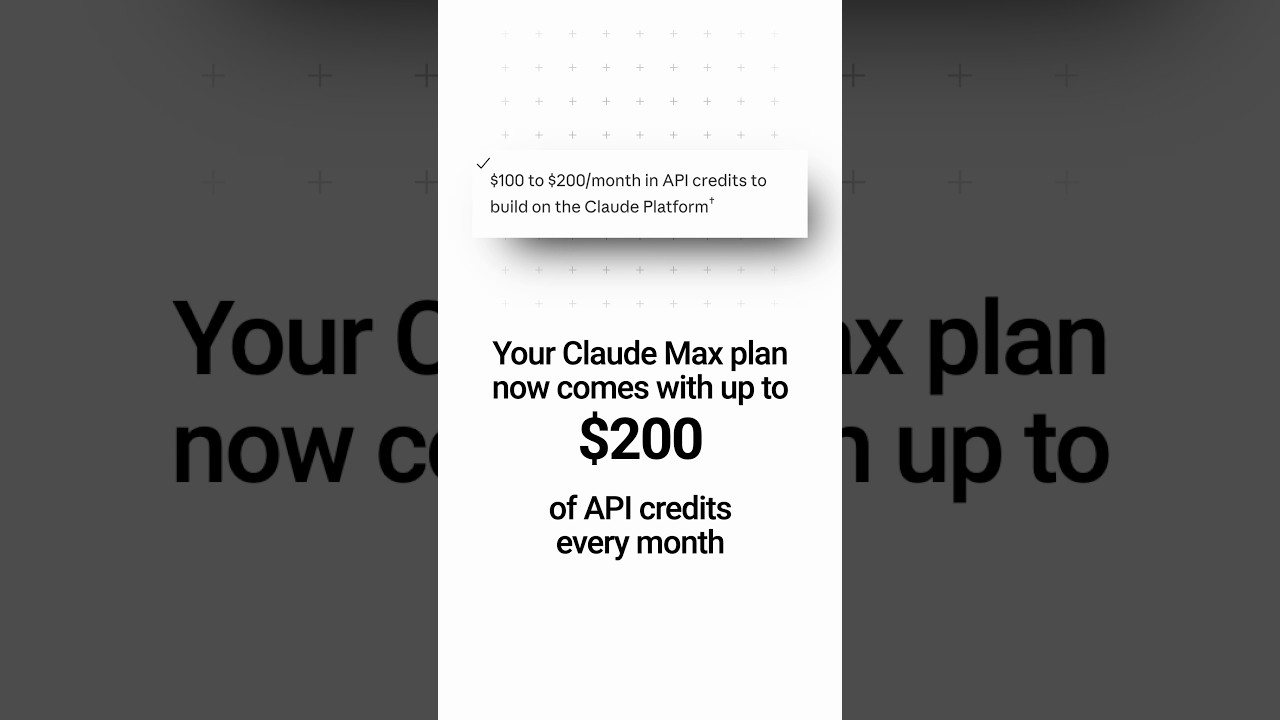 $100 to $200/month in API credits to
build on the Claude Platform†
Your Claude Max plan
now comes with up to
$200
of API credits
every month